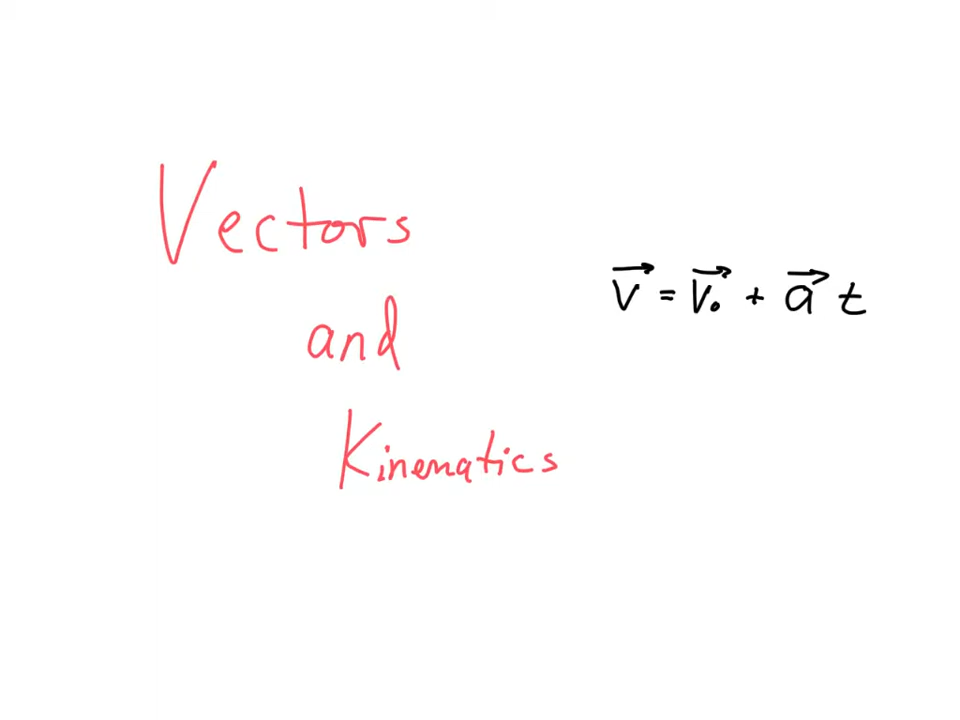 Vectors
and
Kinematics
v⃗ = v⃗₀ + a⃗ t